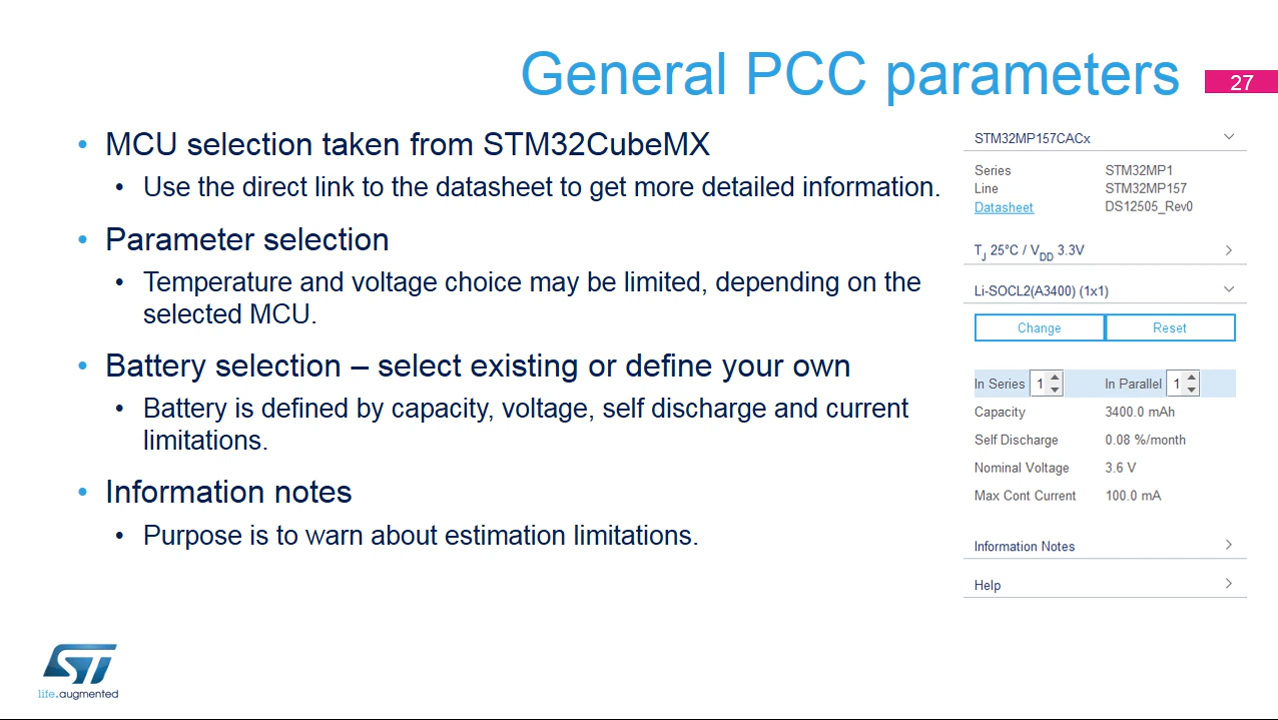 General PCC parameters
27
• MCU selection taken from STM32CubeMX
• Use the direct link to the datasheet to get more detailed information.
• Parameter selection
• Temperature and voltage choice may be limited, depending on the
selected MCU.
• Battery selection – select existing or define your own
• Battery is defined by capacity, voltage, self discharge and current
limitations.
• Information notes
• Purpose is to warn about estimation limitations.
STM32MP157CACx
Series STM32MP1
Line STM32MP157
Datasheet DS12505_Rev0
TJ 25°C / VDD 3.3V
Li-SOCL2(A3400) (1x1)
Change Reset
In Series 1 In Parallel 1
Capacity 3400.0 mAh
Self Discharge 0.08 %/month
Nominal Voltage 3.6 V
Max Cont Current 100.0 mA
Information Notes
Help
ST
life.augmented